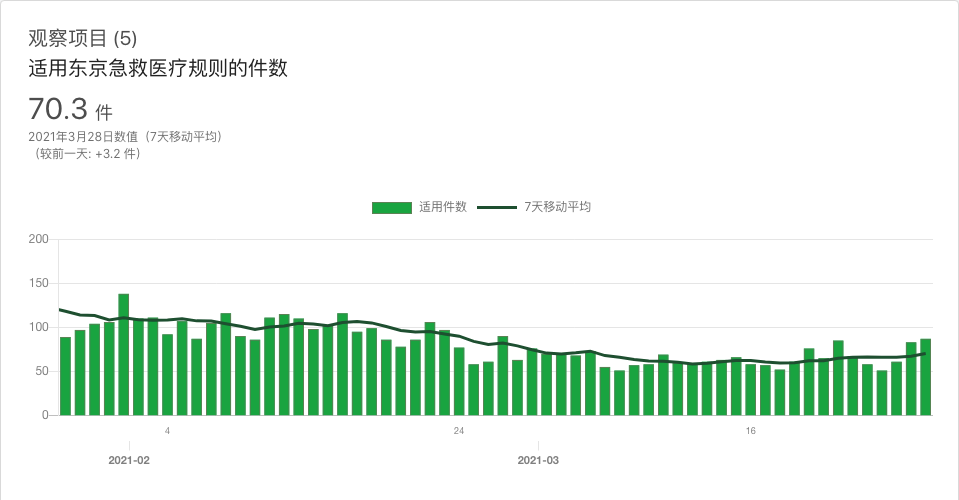 观察项目 (5)
适用东京急救医疗规则的件数
70.3 件
2021年3月28日数值（7天移动平均）
（较前一天: +3.2 件）
适用件数 7天移动平均
200
150
100
50
0
4 24 16
2021-02 2021-03